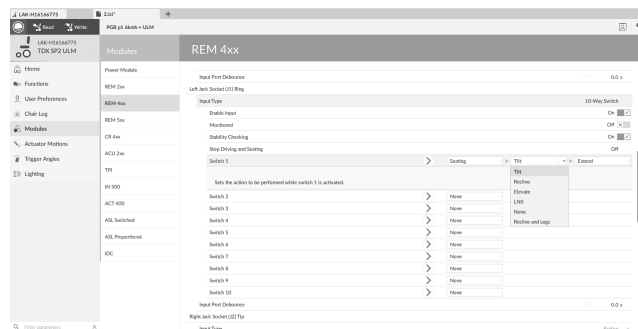 LAK-H16166775
2.lci*
+
Read
Write
PGB p1 6kmh + ULM
LAK-H16166775
TDX SP2 ULM
Modules
REM 4xx
Home
Functions
User Preferences
Chair Log
Modules
Actuator Motions
Trigger Angles
Lighting
Filter parameters
Power Module
REM 2xx
REM 4xx
REM 5xx
CR 4xx
ACU 2xx
TPI
IN 500
ACT 400
ASL Switched
ASL Proportional
IOC
Input Port Debounce 0.0 s
Left Jack Socket (J1) Ring
Input Type 10-Way Switch
Enable Input On
Monitored Off
Stability Checking On
Stop Driving and Seating Off
Switch 1 Seating Tilt Extend
Tilt
Recline
Elevate
LNX
None
Recline and Legs
Sets the action to be performed while switch 1 is activated.
Switch 2 None
Switch 3 None
Switch 4 None
Switch 5 None
Switch 6 None
Switch 7 None
Switch 8 None
Switch 9 None
Switch 10 None
Input Port Debounce 0.0 s
Right Jack Socket (J2) Tip